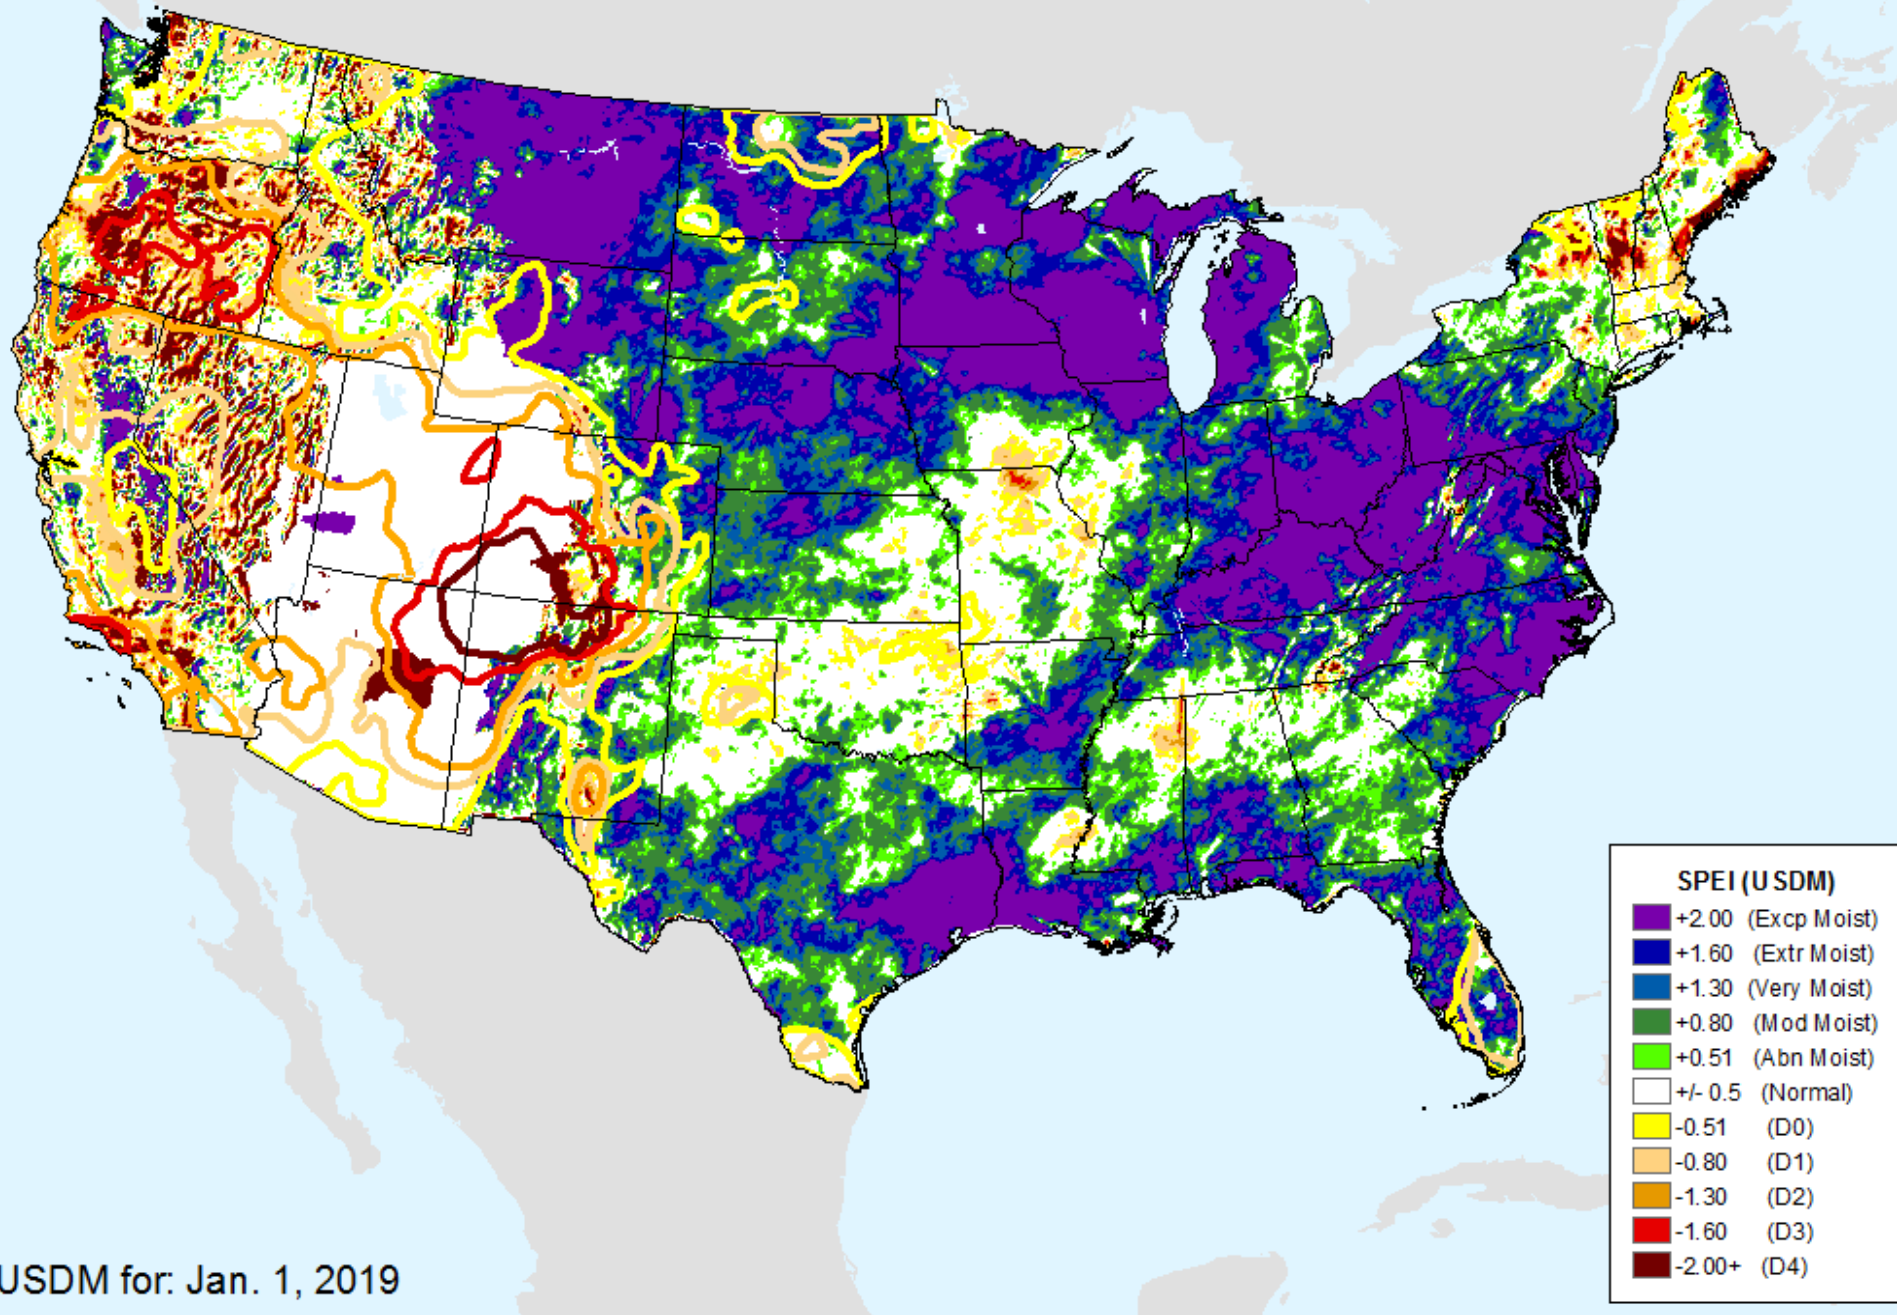 SPEI (USDM)
+2.00 (Excp Moist)
+1.60 (Extr Moist)
+1.30 (Very Moist)
+0.80 (Mod Moist)
+0.51 (Abn Moist)
+/- 0.5 (Normal)
-0.51 (D0)
-0.80 (D1)
-1.30 (D2)
-1.60 (D3)
-2.00+ (D4)
USDM for: Jan. 1, 2019